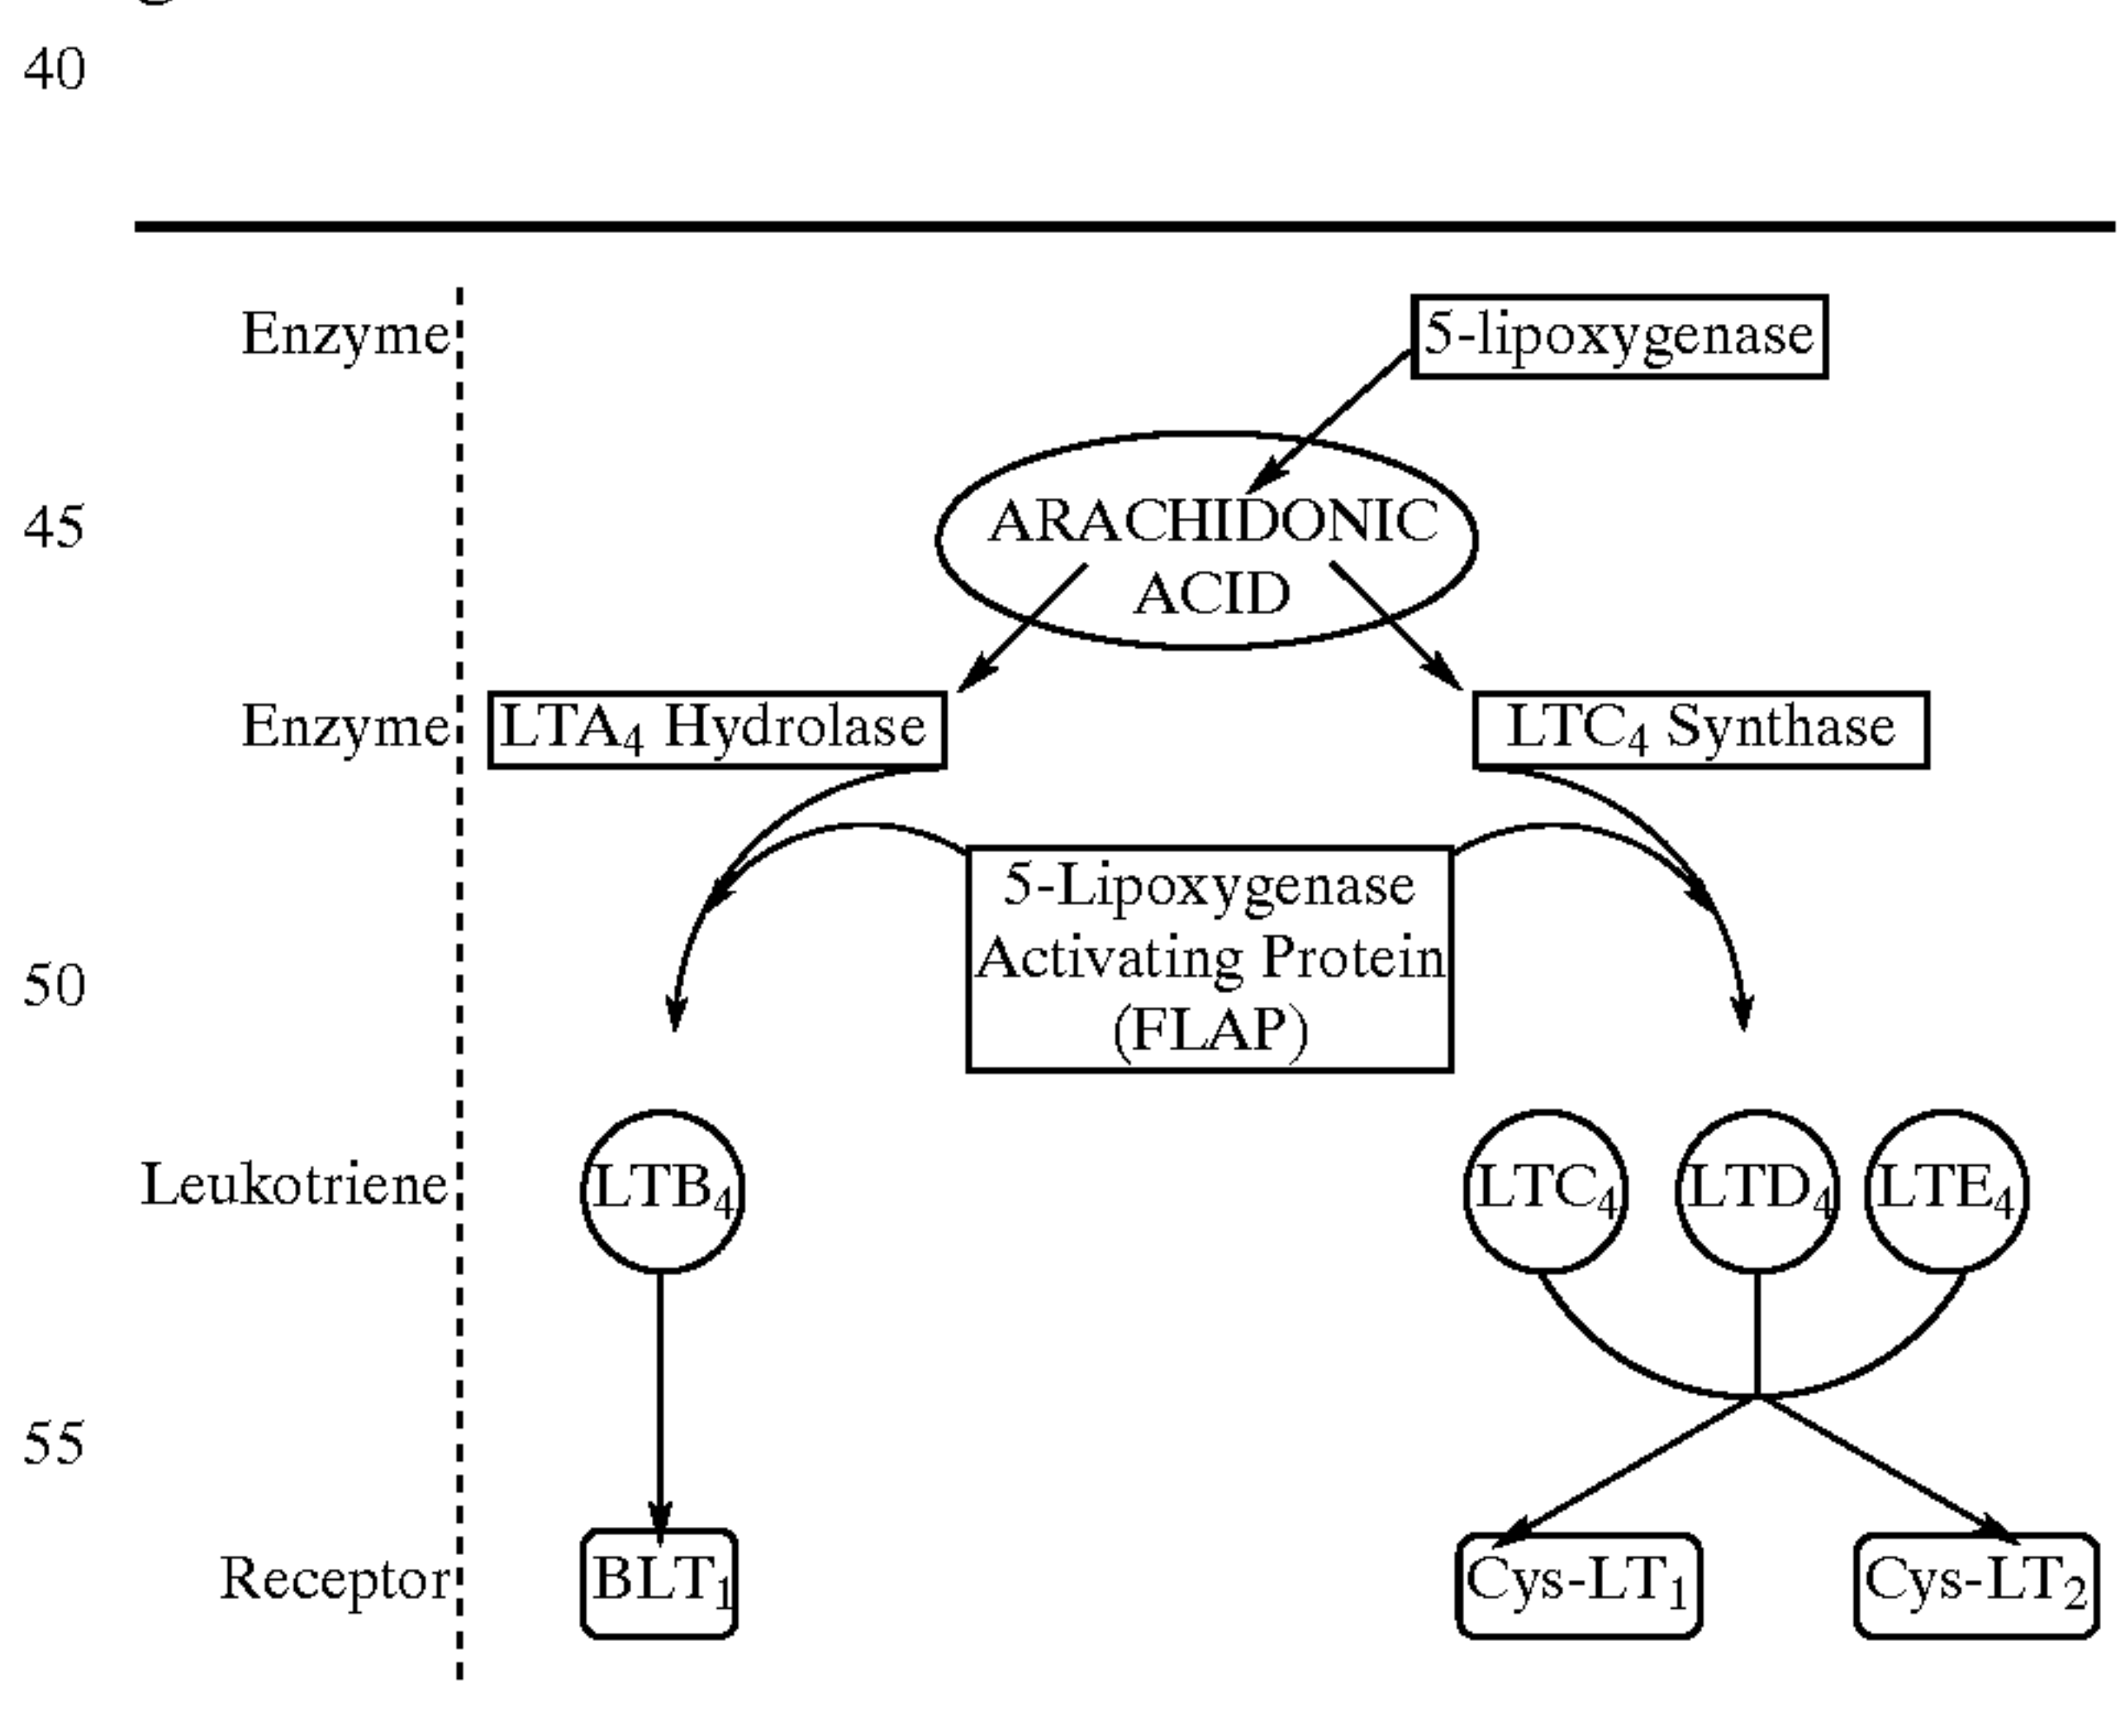 40
Enzyme
5-lipoxygenase
45
ARACHIDONIC
ACID
Enzyme
LTA4 Hydrolase
LTC4 Synthase
5-Lipoxygenase
Activating Protein
(FLAP)
50
Leukotriene
LTB4
LTC4
LTD4
LTE4
55
Receptor
BLT1
Cys-LT1
Cys-LT2